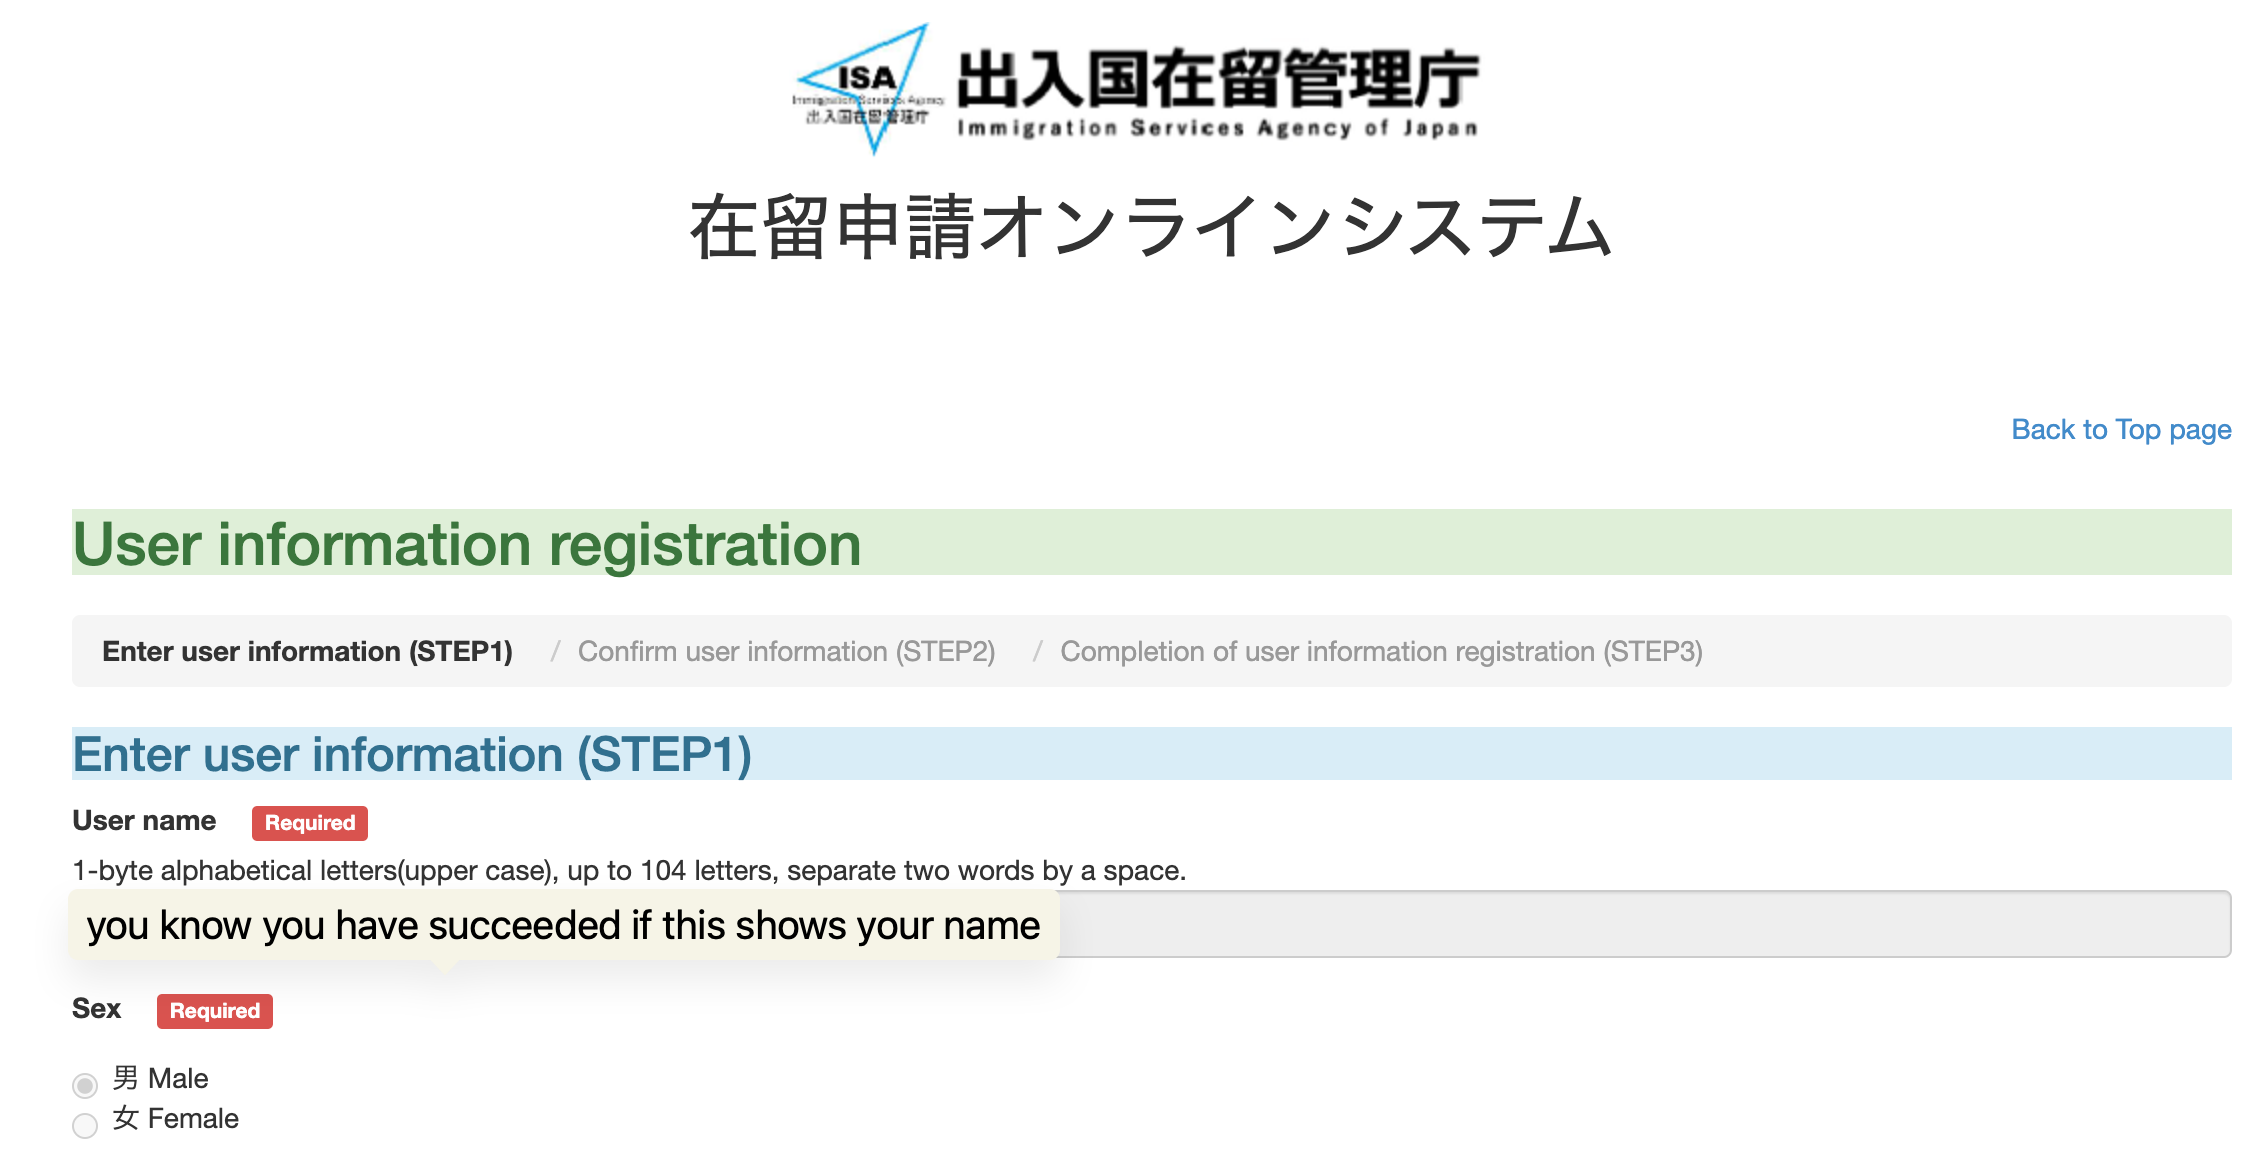 ISA
Immigration Services Agency
出入国在留管理庁
出入国在留管理庁
Immigration Services Agency of Japan
在留申請オンラインシステム
Back to Top page
User information registration
Enter user information (STEP1) / Confirm user information (STEP2) / Completion of user information registration (STEP3)
Enter user information (STEP1)
User name Required
1-byte alphabetical letters(upper case), up to 104 letters, separate two words by a space.
you know you have succeeded if this shows your name
Sex Required
男 Male
女 Female